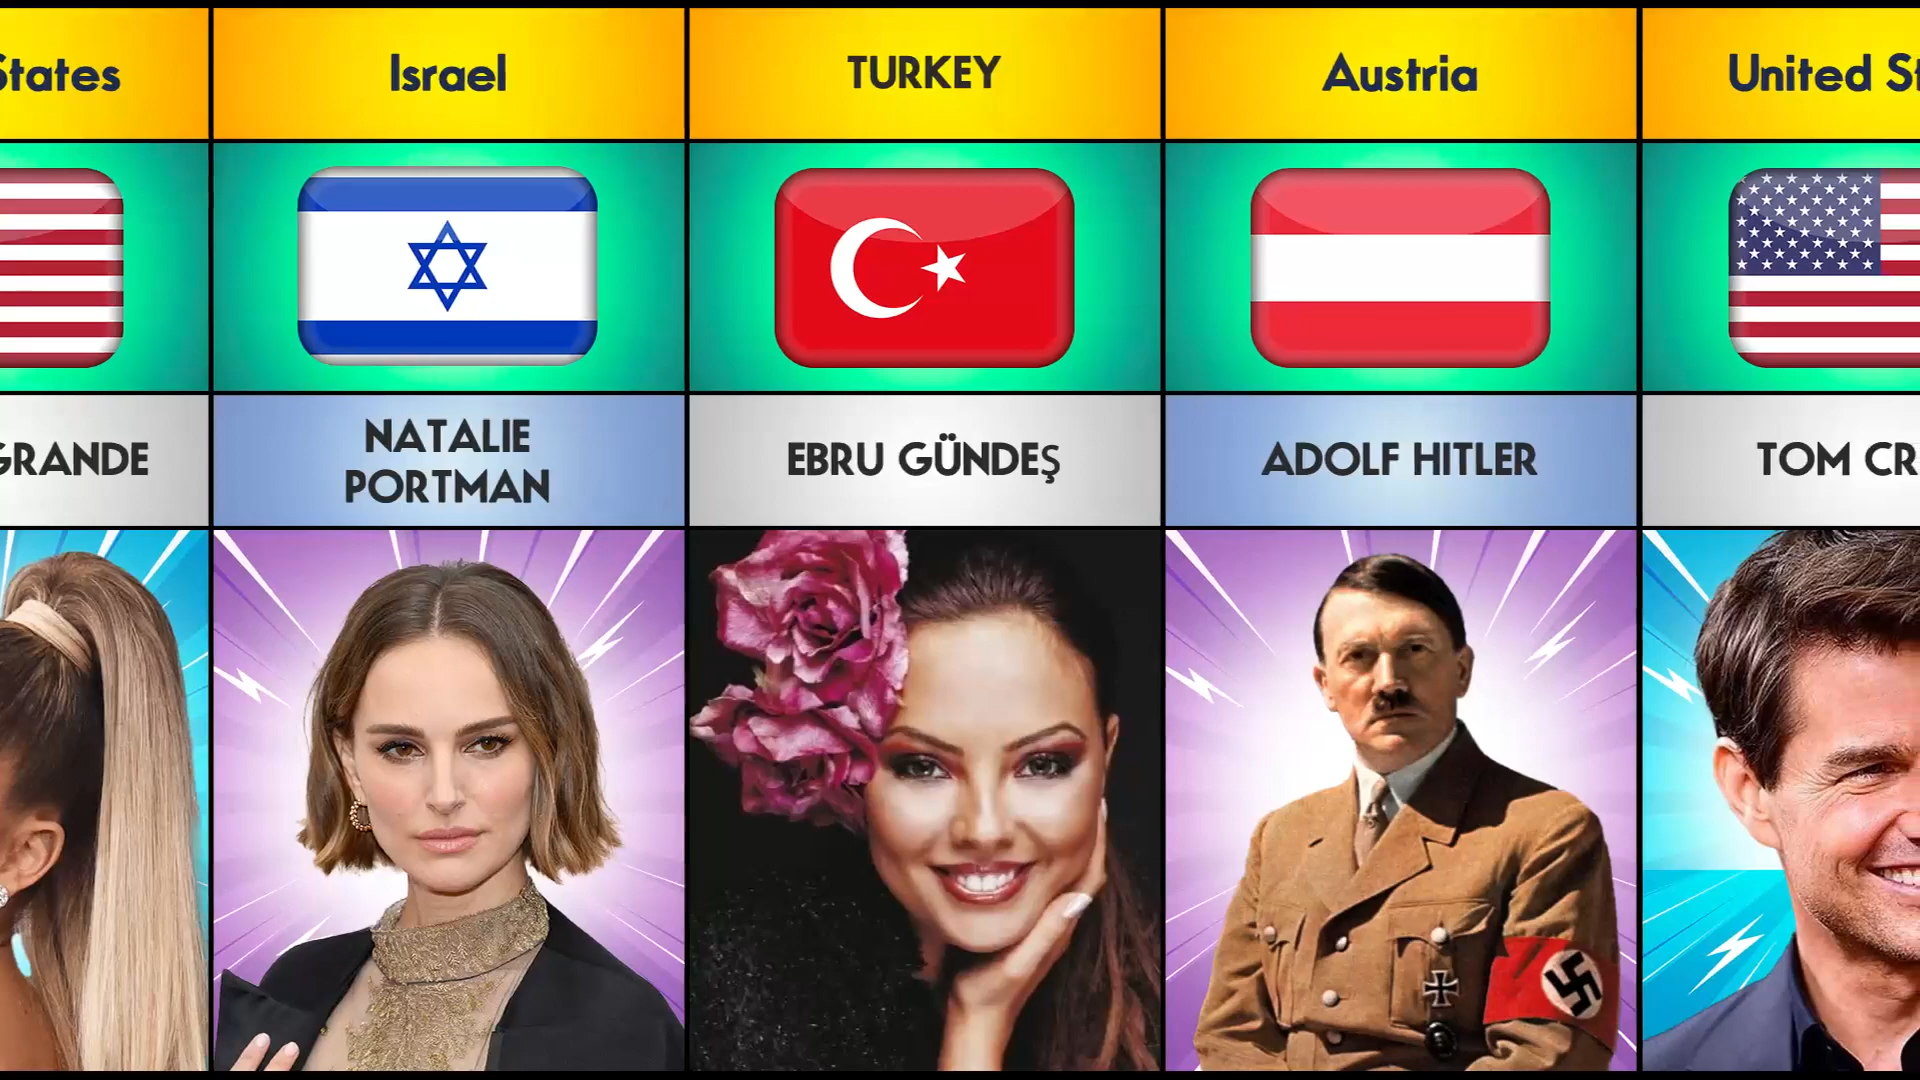 States
Israel
TURKEY
Austria
United St
GRANDE
NATALIE
PORTMAN
EBRU GÜNDEŞ
ADOLF HITLER
TOM CR